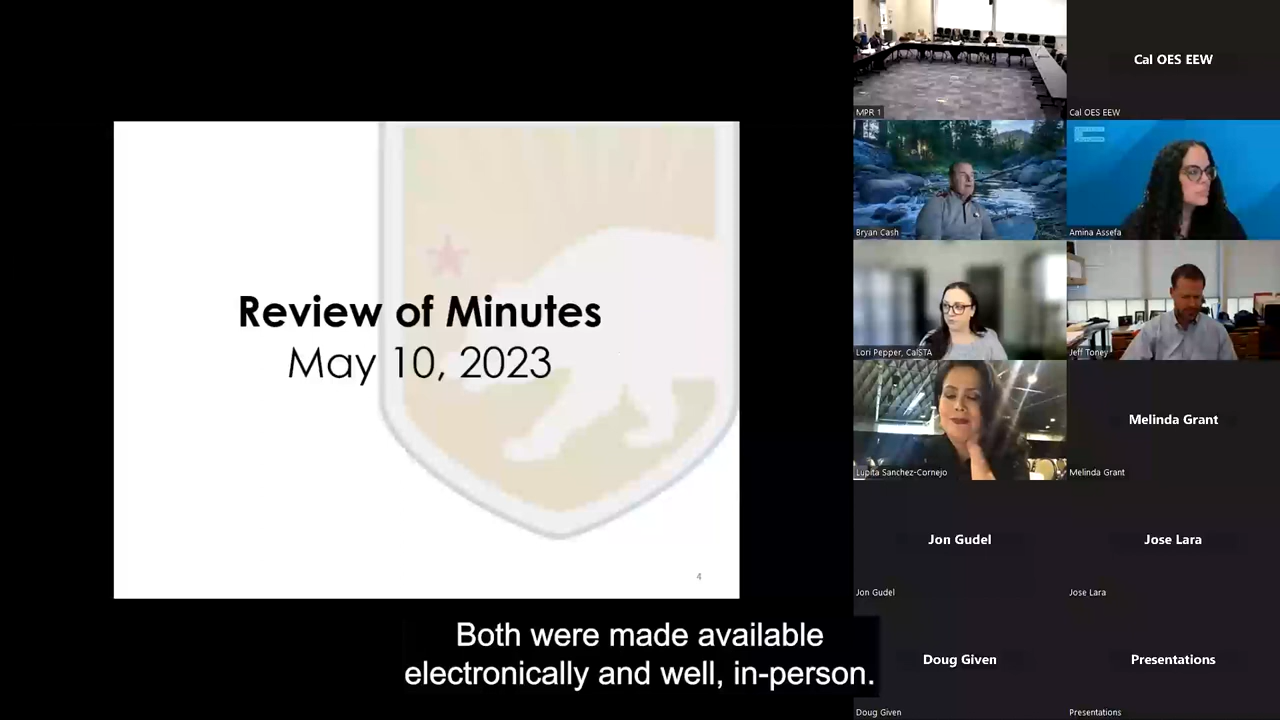 Review of Minutes
May 10, 2023
4
Both were made available
electronically and well, in-person.
MPR 1
Cal OES EEW
Cal OES EEW
Bryan Cash
Amina Assefa
Lori Pepper, CalSTA
Jeff Toney
Lupita Sanchez-Cornejo
Melinda Grant
Melinda Grant
Jon Gudel
Jon Gudel
Jose Lara
Jose Lara
Doug Given
Doug Given
Presentations
Presentations